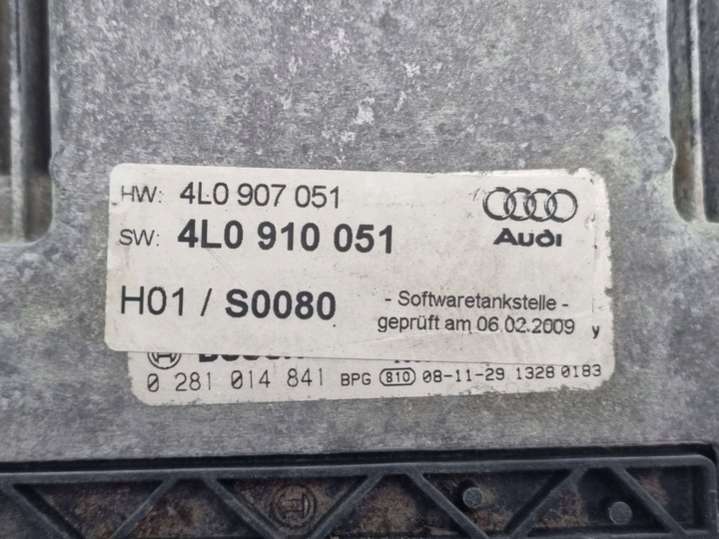 HW: 4L0 907 051
SW: 4L0 910 051
Audi
H01 / S0080
- Softwaretankstelle -
geprüft am 06.02.2009 y
0 281 014 841 BPG 810 08-11-29 1328 0183